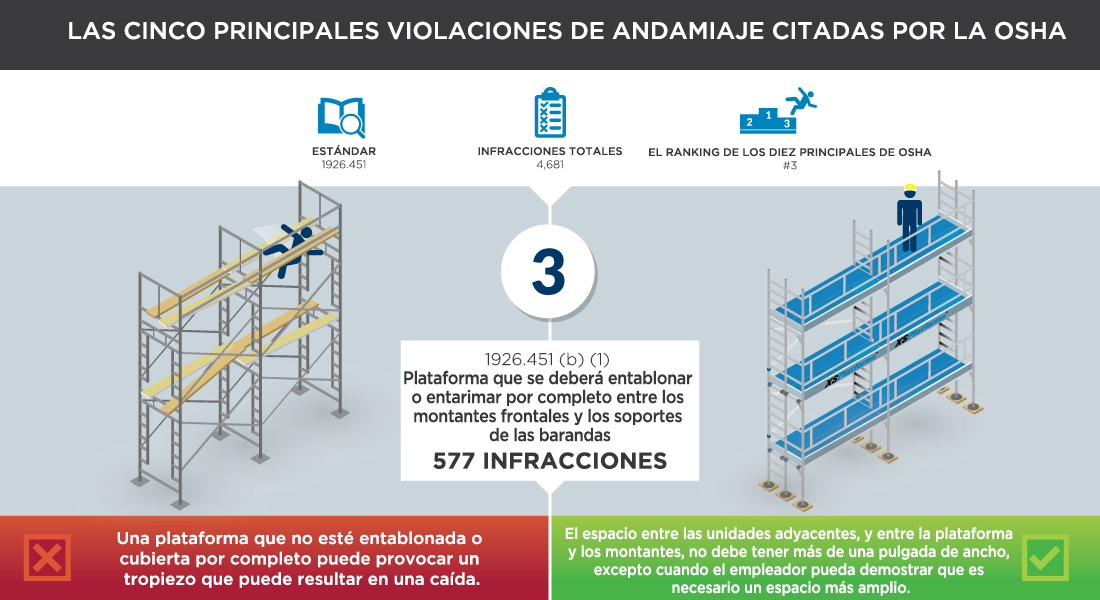 LAS CINCO PRINCIPALES VIOLACIONES DE ANDAMIAJE CITADAS POR LA OSHA
ESTÁNDAR
1926.451
INFRACCIONES TOTALES
4,681
2
1
3
EL RANKING DE LOS DIEZ PRINCIPALES DE OSHA
#3
3
1926.451 (b) (1)
Plataforma que se deberá entablonar
o entarimar por completo entre los
montantes frontales y los soportes
de las barandas
577 INFRACCIONES
XS
XS
Una plataforma que no esté entablonada o
cubierta por completo puede provocar un
tropiezo que puede resultar en una caída.
El espacio entre las unidades adyacentes, y entre la plataforma
y los montantes, no debe tener más de una pulgada de ancho,
excepto cuando el empleador pueda demostrar que es
necesario un espacio más amplio.